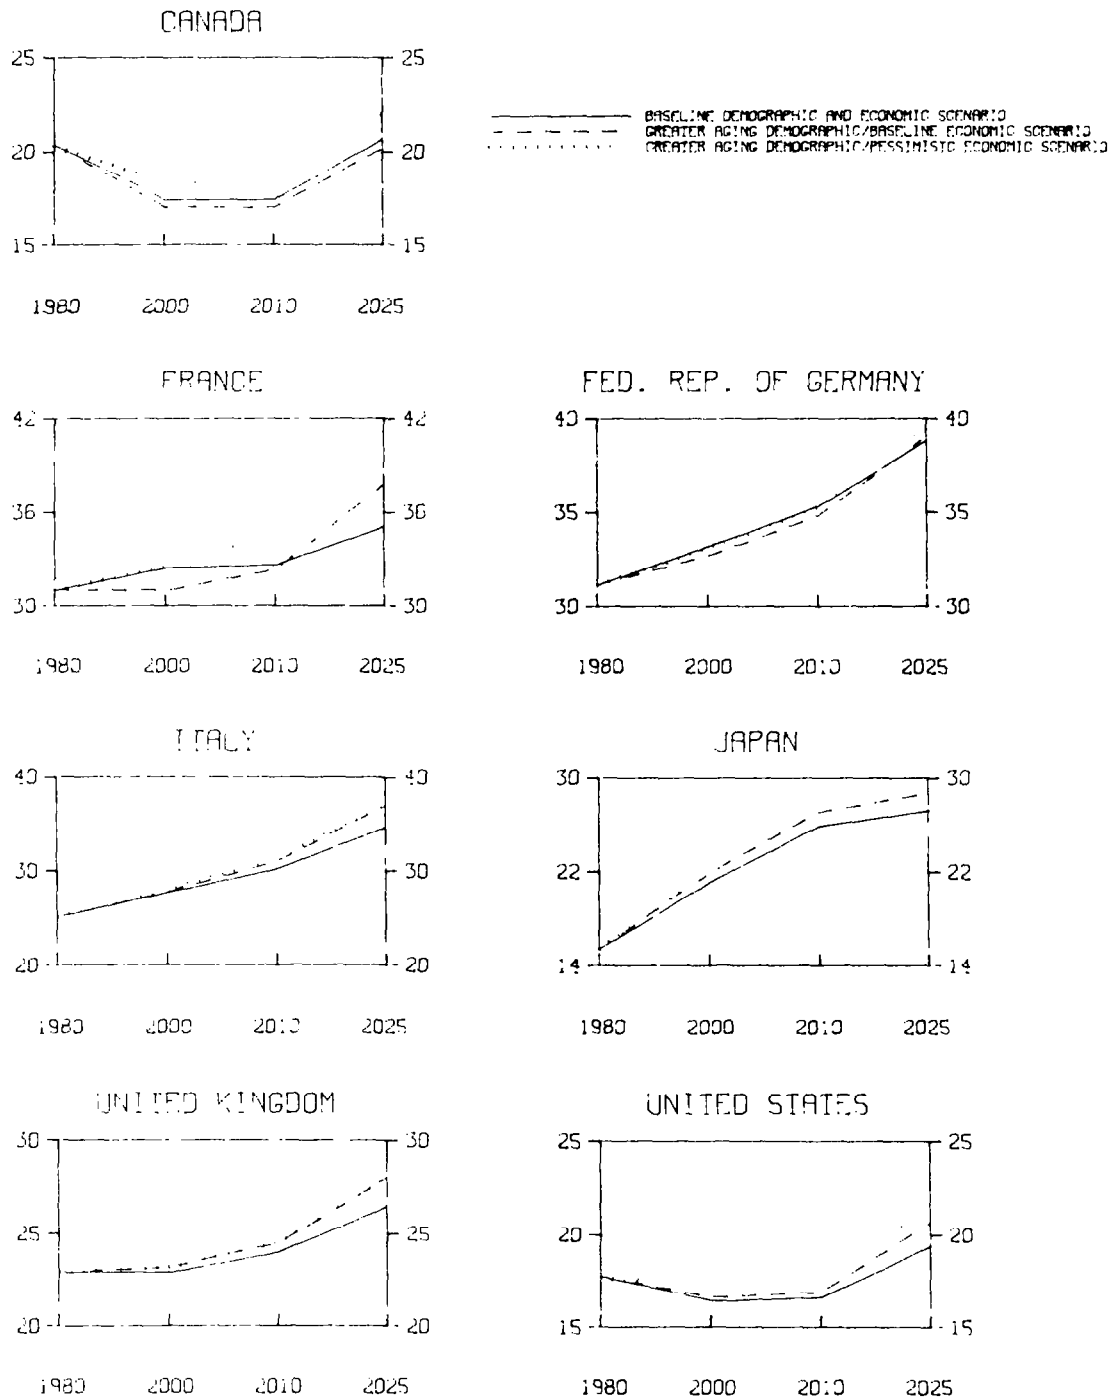 CANADA
25 25
20 20
15 15
1980 2000 2010 2025
BASELINE DEMOGRAPHIC AND ECONOMIC SCENARIO
GREATER AGING DEMOGRAPHIC/BASELINE ECONOMIC SCENARIO
GREATER AGING DEMOGRAPHIC/PESSIMISTIC ECONOMIC SCENARIO
FRANCE
42 42
36 36
30 30
1980 2000 2010 2025
FED. REP. OF GERMANY
40 40
35 35
30 30
1980 2000 2010 2025
ITALY
40 40
30 30
20 20
1980 2000 2010 2025
JAPAN
30 30
22 22
14 14
1980 2000 2010 2025
UNITED KINGDOM
30 30
25 25
20 20
1980 2000 2010 2025
UNITED STATES
25 25
20 20
15 15
1980 2000 2010 2025